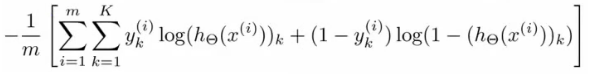 $-\frac{1}{m}\left[\sum_{i=1}^{m}\sum_{k=1}^{K} y_k^{(i)} \log(h_\Theta(x^{(i)}))_k + (1 - y_k^{(i)}) \log(1 - (h_\Theta(x^{(i)}))_k)\right]$